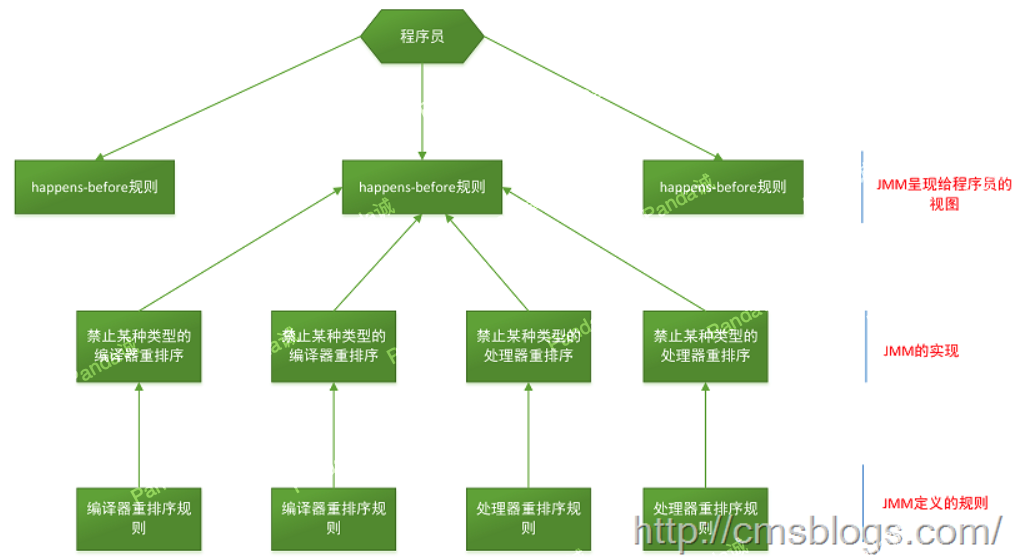 程序员
happens-before规则
happens-before规则
happens-before规则
JMM呈现给程序员的
视图
禁止某种类型的
编译器重排序
禁止某种类型的
编译器重排序
禁止某种类型的
处理器重排序
禁止某种类型的
处理器重排序
JMM的实现
编译器重排序规
则
编译器重排序规
则
处理器重排序规
则
处理器重排序规
则
JMM定义的规则
http://cmsblogs.com/
Panda诚